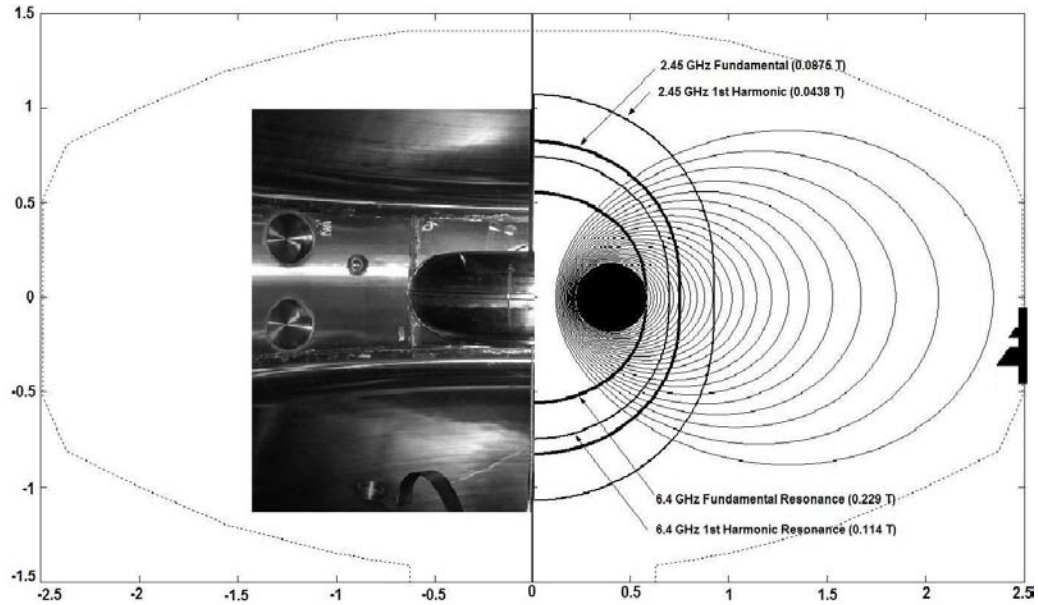 1.5
1
0.5
0
-0.5
-1
-1.5
2.45 GHz Fundamental (0.0875 T)
2.45 GHz 1st Harmonic (0.0438 T)
6.4 GHz Fundamental Resonance (0.229 T)
6.4 GHz 1st Harmonic Resonance (0.114 T)
-2.5 -2 -1.5 -1 -0.5 0 0.5 1 1.5 2 2.5